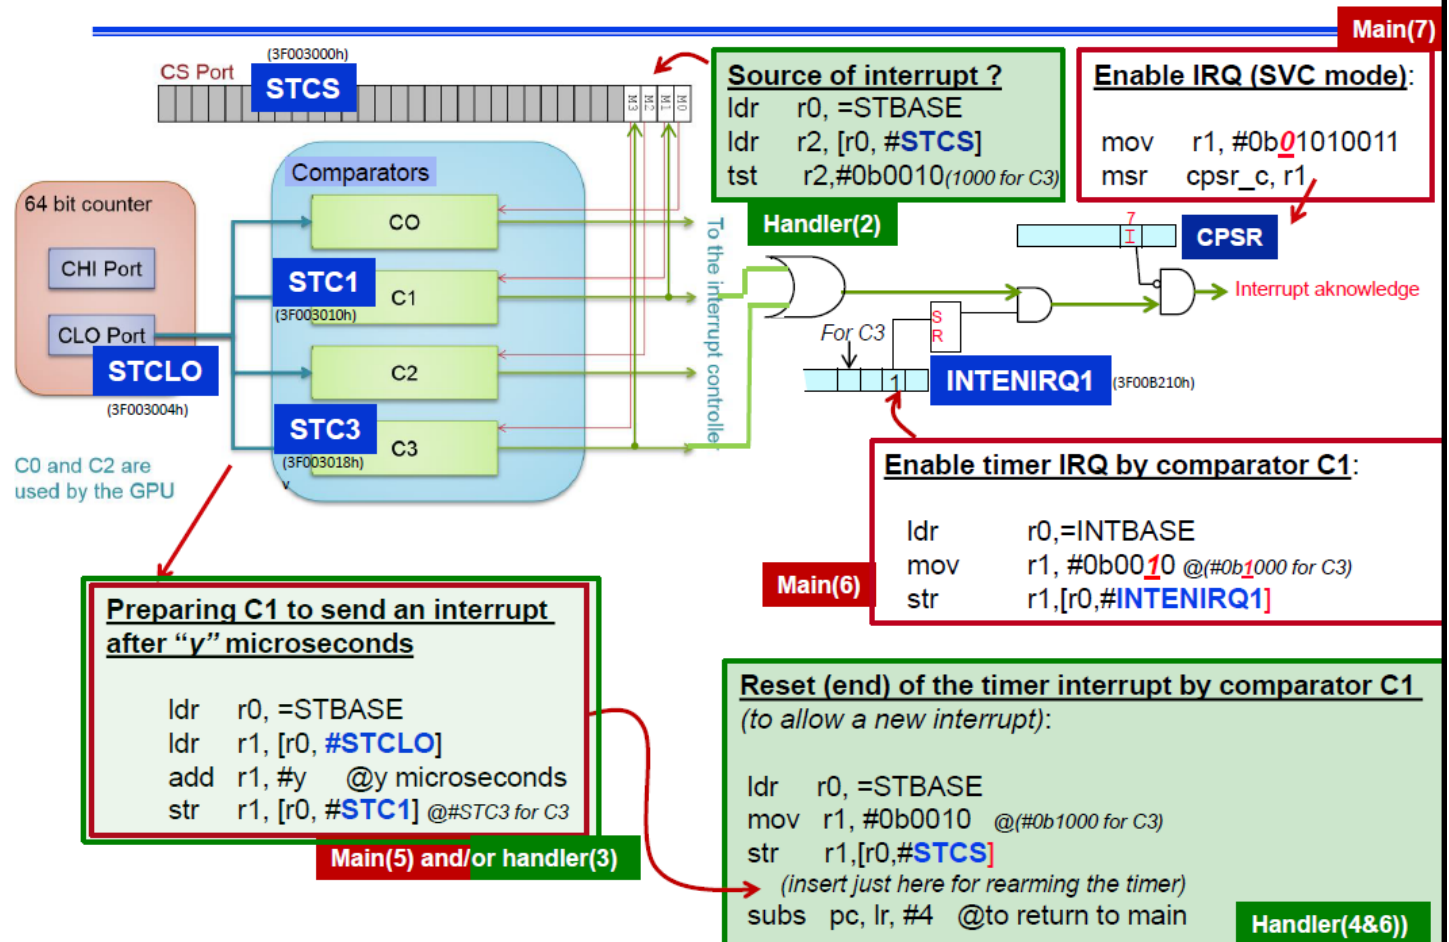 Main(7)
(3F003000h)
CS Port
STCS
M3 M2 M1 M0
Source of interrupt ?
ldr r0, =STBASE
ldr r2, [r0, #STCS]
tst r2,#0b0010(1000 for C3)
Handler(2)
Enable IRQ (SVC mode):
mov r1, #0b01010011
msr cpsr_c, r1
7
I
CPSR
Interrupt aknowledge
64 bit counter
CHI Port
CLO Port
STCLO
(3F003004h)
Comparators
CO
STC1
(3F003010h)
C1
C2
STC3
(3F003018h)
v
C3
To the interrupt controller
S
R
For C3
1
INTENIRQ1
(3F00B210h)
C0 and C2 are
used by the GPU
Enable timer IRQ by comparator C1:
ldr r0,=INTBASE
mov r1, #0b0010 @(#0b1000 for C3)
str r1,[r0,#INTENIRQ1]
Main(6)
Preparing C1 to send an interrupt
after “y” microseconds
ldr r0, =STBASE
ldr r1, [r0, #STCLO]
add r1, #y @y microseconds
str r1, [r0, #STC1] @#STC3 for C3
Main(5) and/or handler(3)
Reset (end) of the timer interrupt by comparator C1
(to allow a new interrupt):
ldr r0, =STBASE
mov r1, #0b0010 @(#0b1000 for C3)
str r1,[r0,#STCS]
(insert just here for rearming the timer)
subs pc, lr, #4 @to return to main
Handler(4&6))